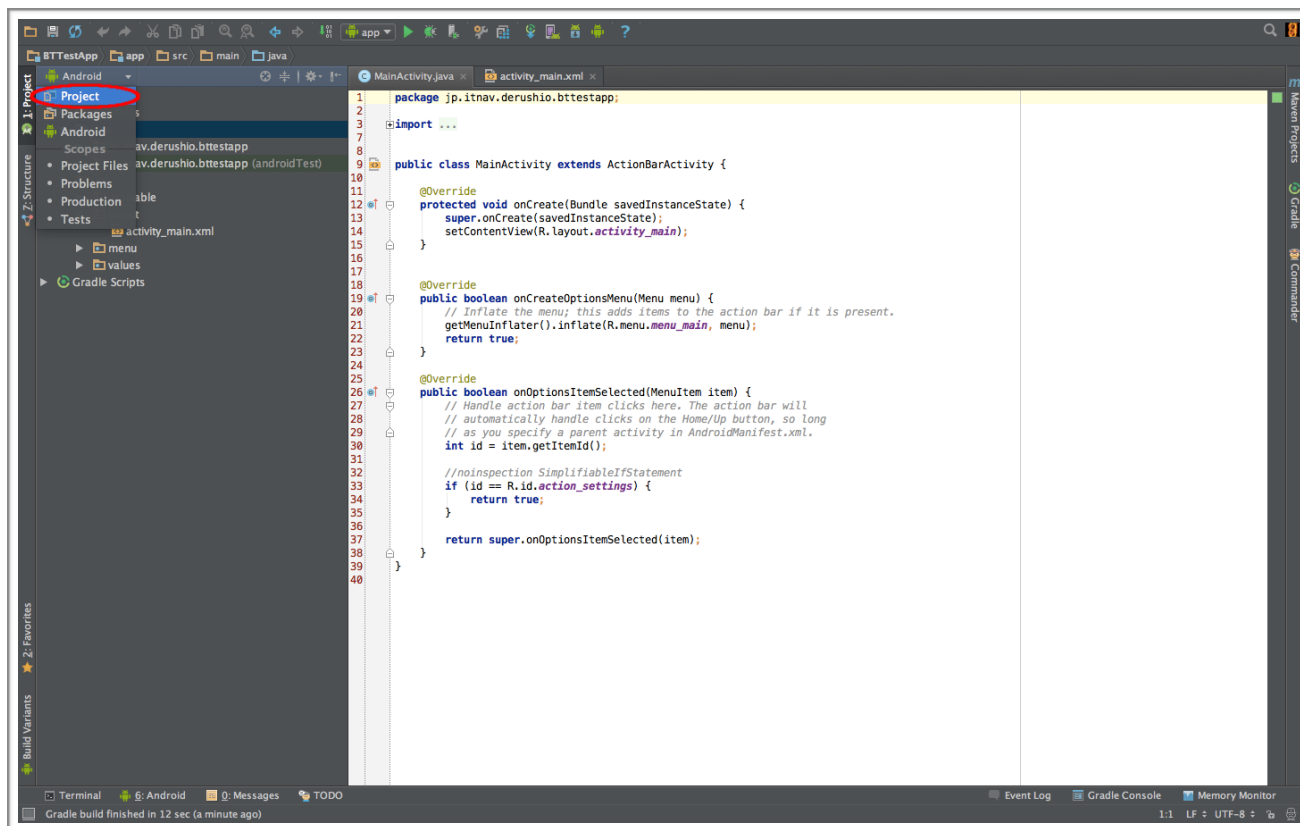 app
?
BTTestApp app src main java
Android
MainActivity.java
activity_main.xml
1: Project
Z: Structure
2: Favorites
Build Variants
Project
Packages
Android
Scopes
Project Files
Problems
Production
Tests
s
av.derushio.bttestapp
av.derushio.bttestapp (androidTest)
able
t
activity_main.xml
menu
values
Gradle Scripts
1 package jp.itnav.derushio.bttestapp;
2
3 import ...
7
8
9 public class MainActivity extends ActionBarActivity {
10
11 @Override
12 protected void onCreate(Bundle savedInstanceState) {
13 super.onCreate(savedInstanceState);
14 setContentView(R.layout.activity_main);
15 }
16
17
18 @Override
19 public boolean onCreateOptionsMenu(Menu menu) {
20 // Inflate the menu; this adds items to the action bar if it is present.
21 getMenuInflater().inflate(R.menu.menu_main, menu);
22 return true;
23 }
24
25 @Override
26 public boolean onOptionsItemSelected(MenuItem item) {
27 // Handle action bar item clicks here. The action bar will
28 // automatically handle clicks on the Home/Up button, so long
29 // as you specify a parent activity in AndroidManifest.xml.
30 int id = item.getItemId();
31
32 //noinspection SimplifiableIfStatement
33 if (id == R.id.action_settings) {
34 return true;
35 }
36
37 return super.onOptionsItemSelected(item);
38 }
39 }
40
m Maven Projects
Gradle
Commander
Terminal 6: Android 0: Messages TODO
Event Log Gradle Console Memory Monitor
Gradle build finished in 12 sec (a minute ago)
1:1 LF UTF-8